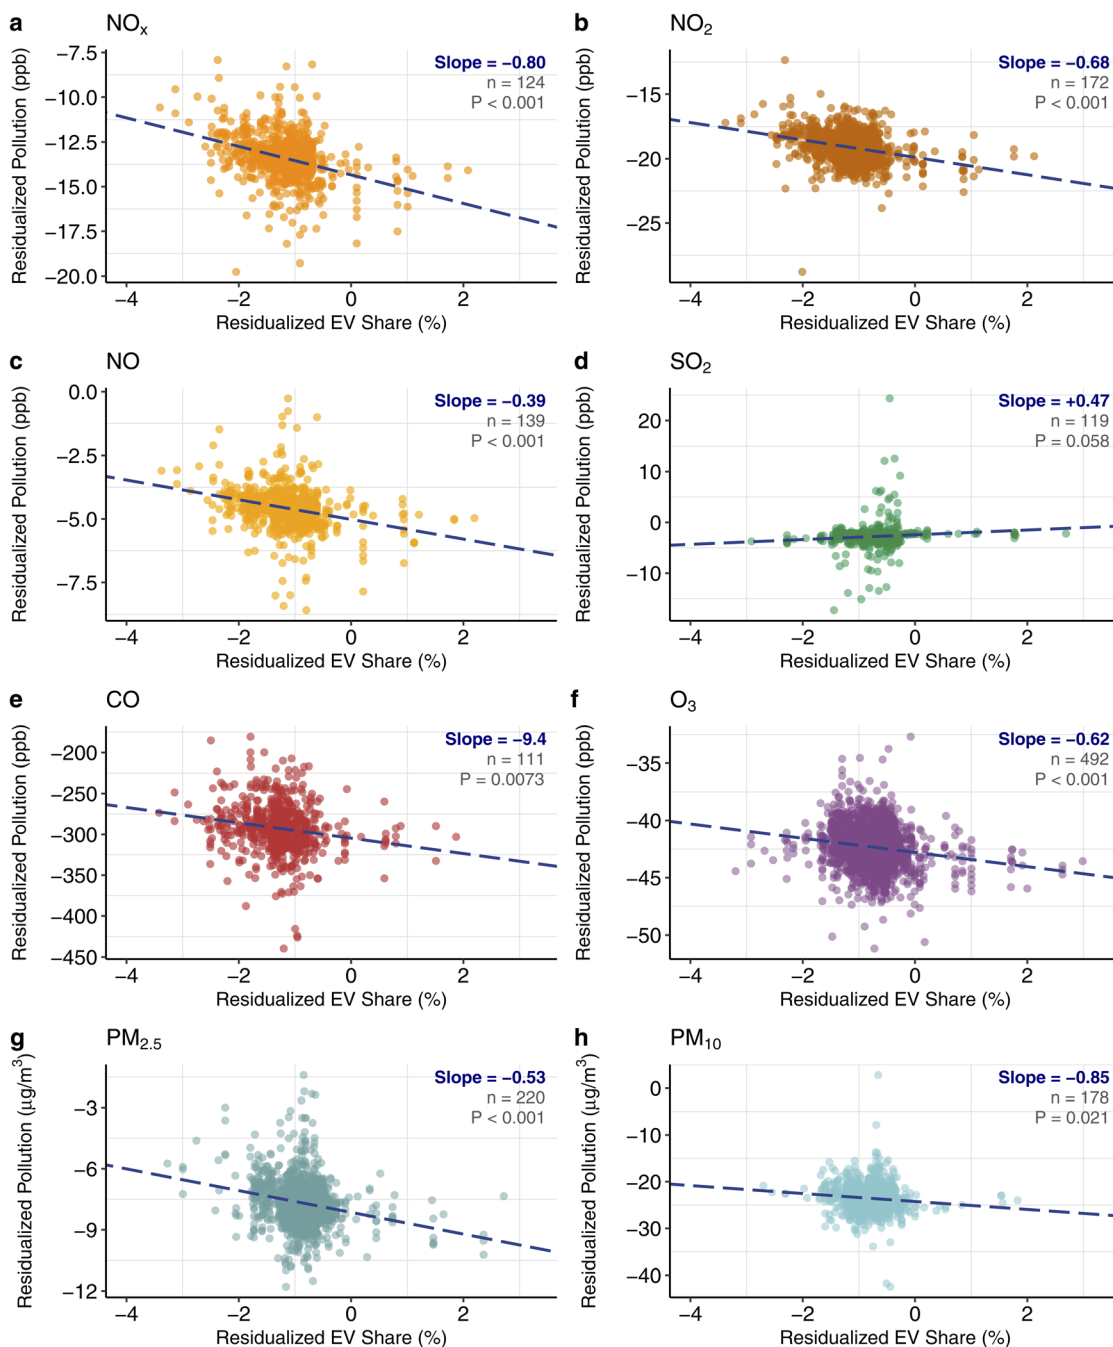 a NOₓ
Residualized Pollution (ppb)
−7.5
−10.0
−12.5
−15.0
−17.5
−20.0
Slope = −0.80
n = 124
P < 0.001
−4 −2 0 2
Residualized EV Share (%)
b NO₂
Residualized Pollution (ppb)
−15
−20
−25
Slope = −0.68
n = 172
P < 0.001
−4 −2 0 2
Residualized EV Share (%)
c NO
Residualized Pollution (ppb)
0.0
−2.5
−5.0
−7.5
Slope = −0.39
n = 139
P < 0.001
−4 −2 0 2
Residualized EV Share (%)
d SO₂
Residualized Pollution (ppb)
20
10
0
−10
Slope = +0.47
n = 119
P = 0.058
−4 −2 0 2
Residualized EV Share (%)
e CO
Residualized Pollution (ppb)
−200
−250
−300
−350
−400
−450
Slope = −9.4
n = 111
P = 0.0073
−4 −2 0 2
Residualized EV Share (%)
f O₃
Residualized Pollution (ppb)
−35
−40
−45
−50
Slope = −0.62
n = 492
P < 0.001
−4 −2 0 2
Residualized EV Share (%)
g PM₂.₅
Residualized Pollution (µg/m³)
−3
−6
−9
−12
Slope = −0.53
n = 220
P < 0.001
−4 −2 0 2
Residualized EV Share (%)
h PM₁₀
Residualized Pollution (µg/m³)
0
−10
−20
−30
−40
Slope = −0.85
n = 178
P = 0.021
−4 −2 0 2
Residualized EV Share (%)